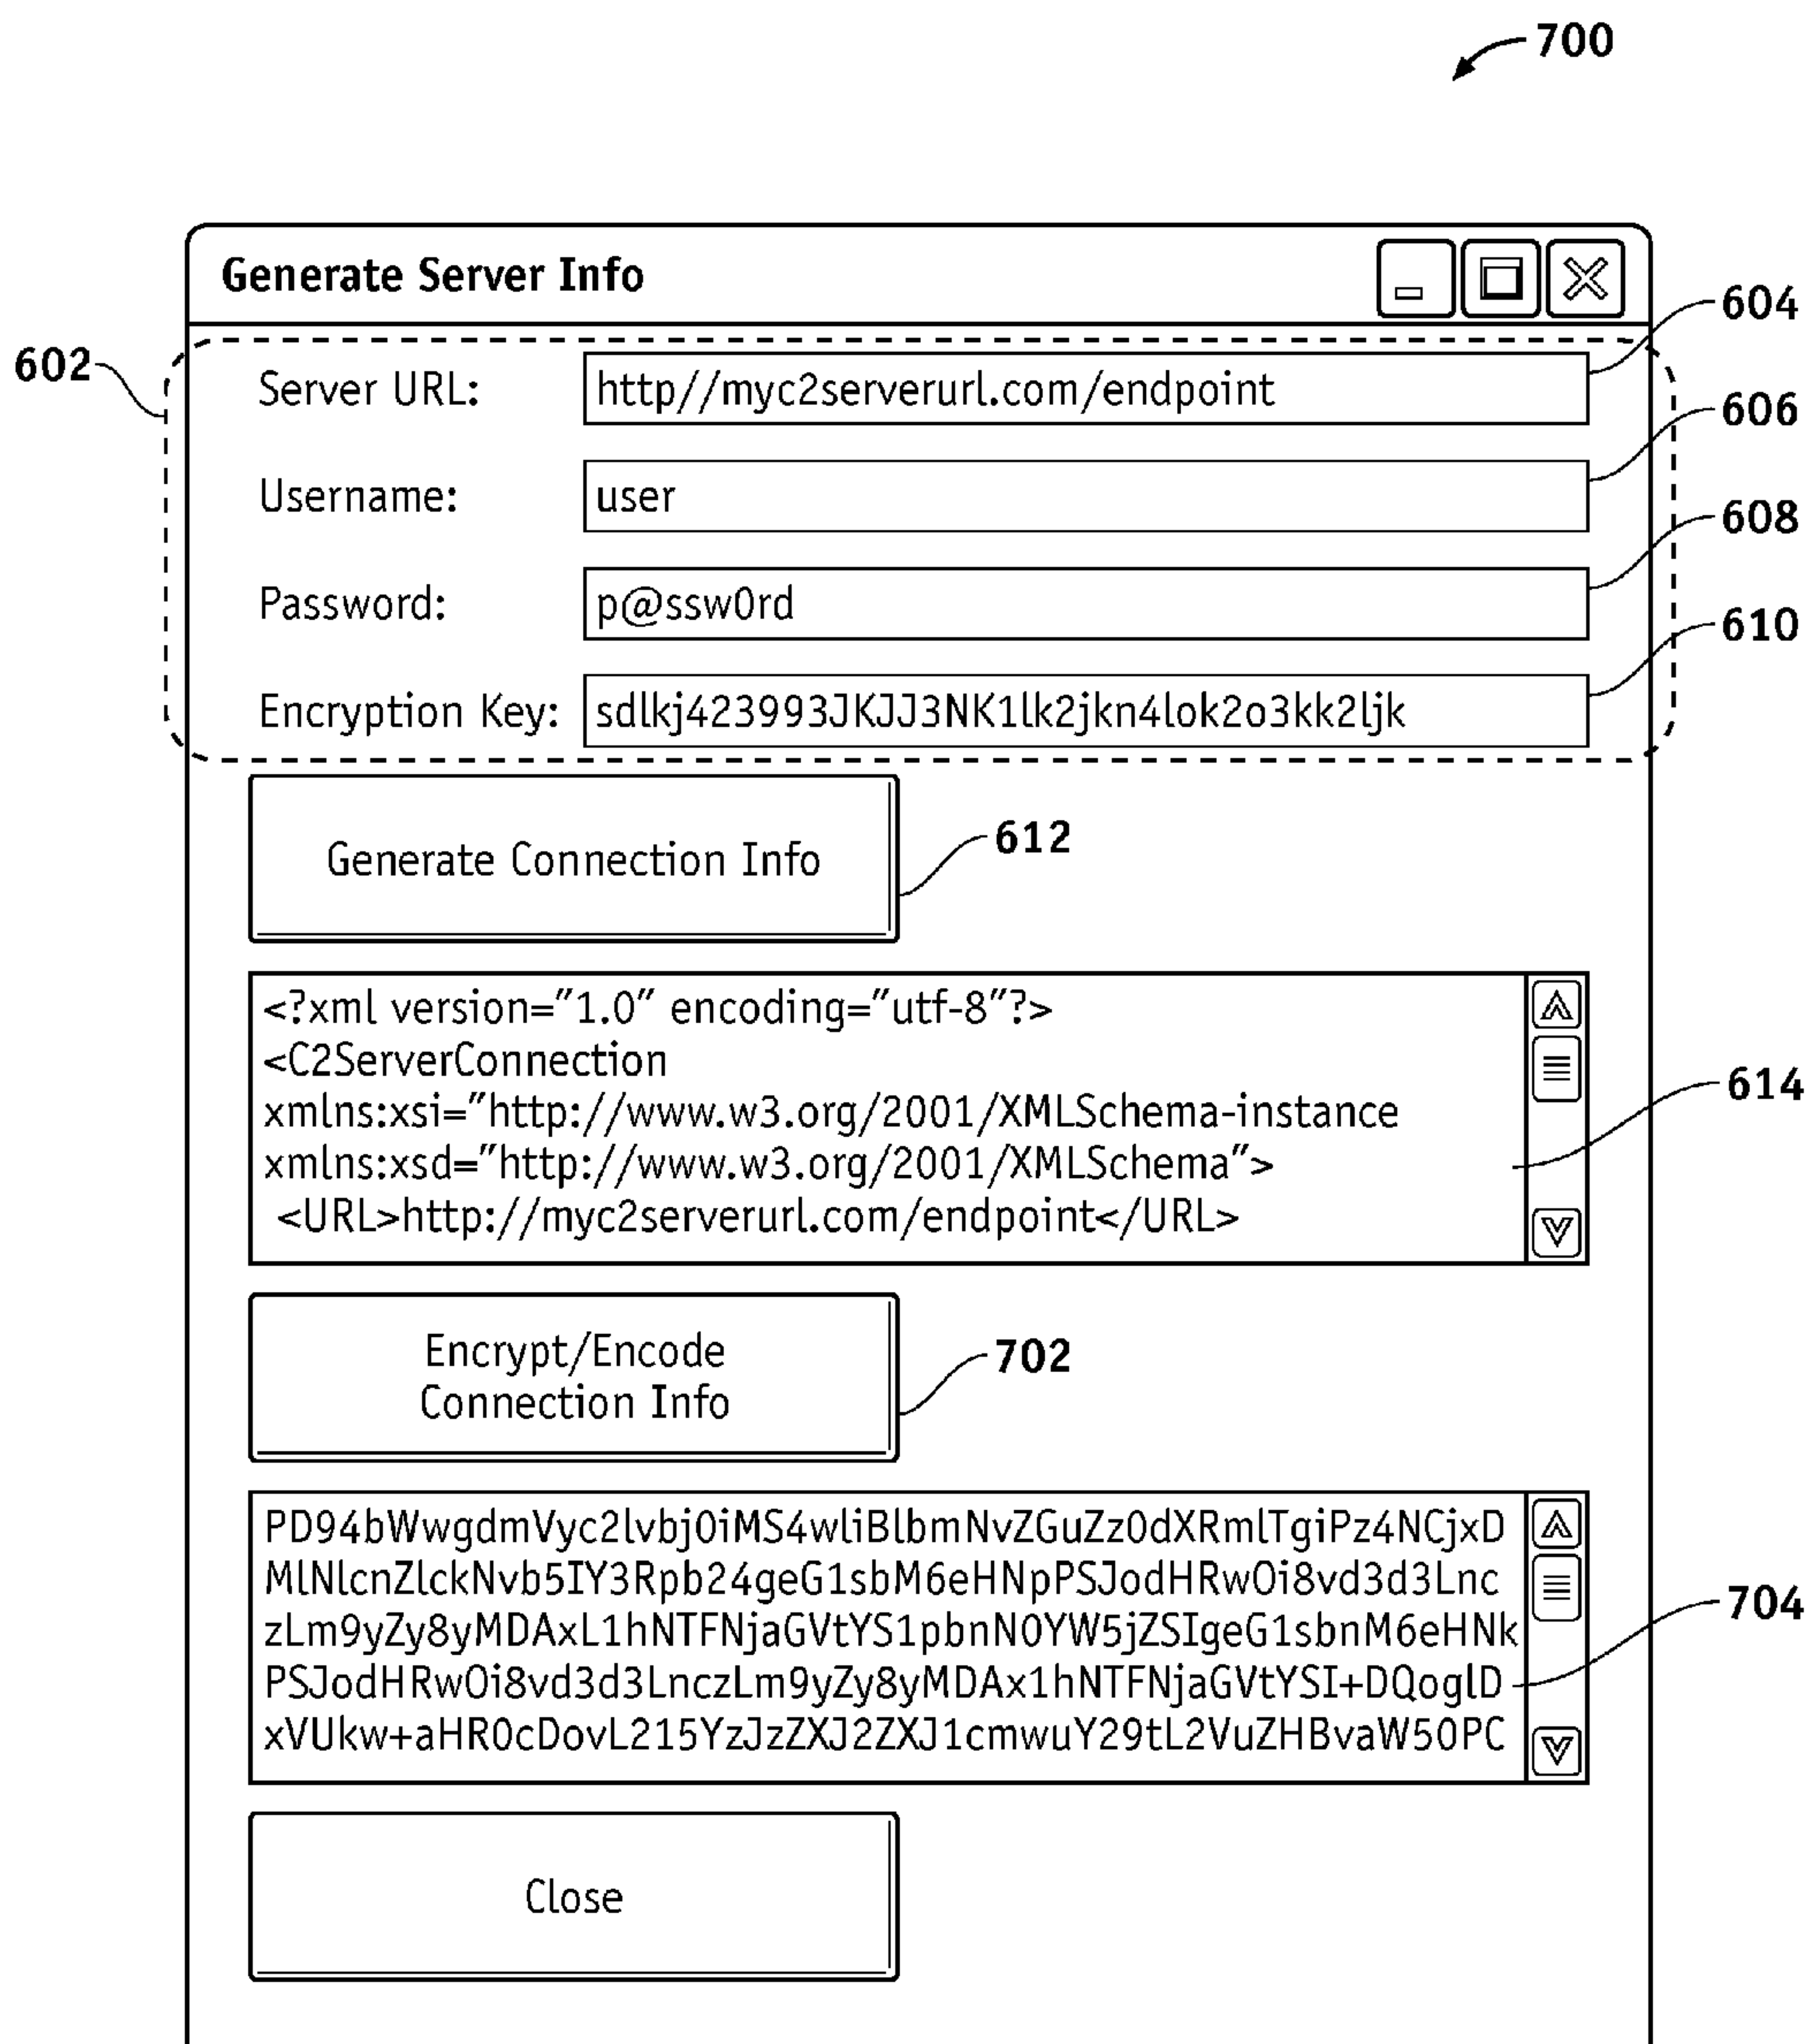 700
Generate Server Info
604
602
Server URL: http//myc2serverurl.com/endpoint
606
Username: user
608
Password: p@ssw0rd
610
Encryption Key: sdlkj423993JKJJ3NK1lk2jkn4lok2o3kk2ljk
612
Generate Connection Info
<?xml version="1.0" encoding="utf-8"?>
<C2ServerConnection
xmlns:xsi="http://www.w3.org/2001/XMLSchema-instance
xmlns:xsd="http://www.w3.org/2001/XMLSchema">
<URL>http://myc2serverurl.com/endpoint</URL>
614
Encrypt/Encode
Connection Info
702
PD94bWwgdmVyc2lvbj0iMS4wliBlbmNvZGuZz0dXRmlTgiPz4NCjxD
MlNlcnZlckNvb5IY3Rpb24geG1sbM6eHNpPSJodHRwOi8vd3d3Lnc
zLm9yZy8yMDAxL1hNTFNjaGVtYS1pbnN0YW5jZSIgeG1sbnM6eHNk
PSJodHRwOi8vd3d3LnczLm9yZy8yMDAx1hNTFNjaGVtYSI+DQoglD
xVUkw+aHR0cDovL215YzJzZXJ2ZXJ1cmwuY29tL2VuZHBvaW50PC
704
Close